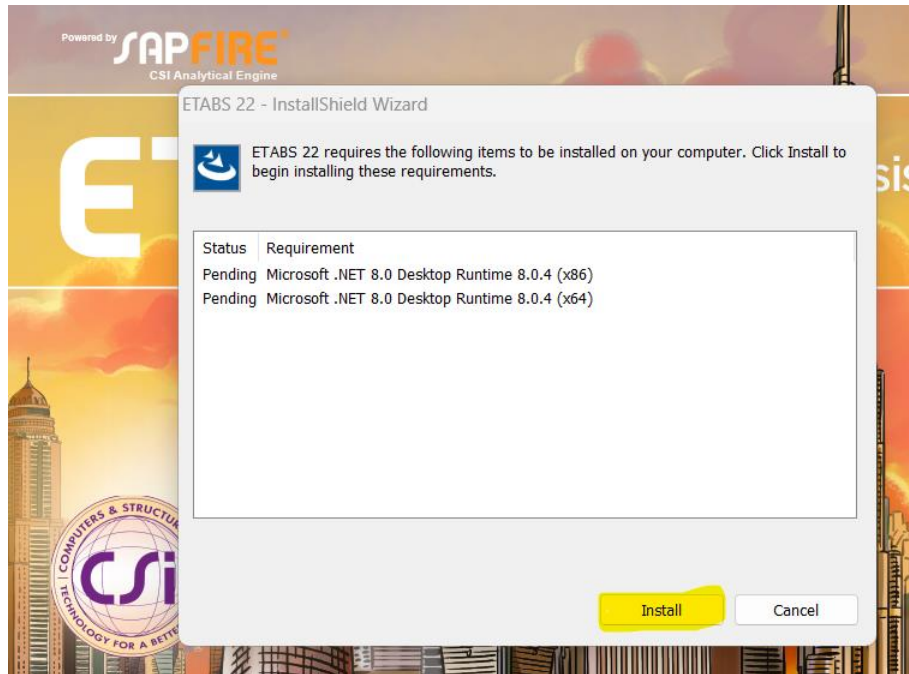 Powered by SAPFIRE®
CSI Analytical Engine
ETABS 22 - InstallShield Wizard
ETABS 22 requires the following items to be installed on your computer. Click Install to
begin installing these requirements.
Status Requirement
Pending Microsoft .NET 8.0 Desktop Runtime 8.0.4 (x86)
Pending Microsoft .NET 8.0 Desktop Runtime 8.0.4 (x64)
COMPUTERS &
CSi
TECHNOLOGY FOR A
Install Cancel